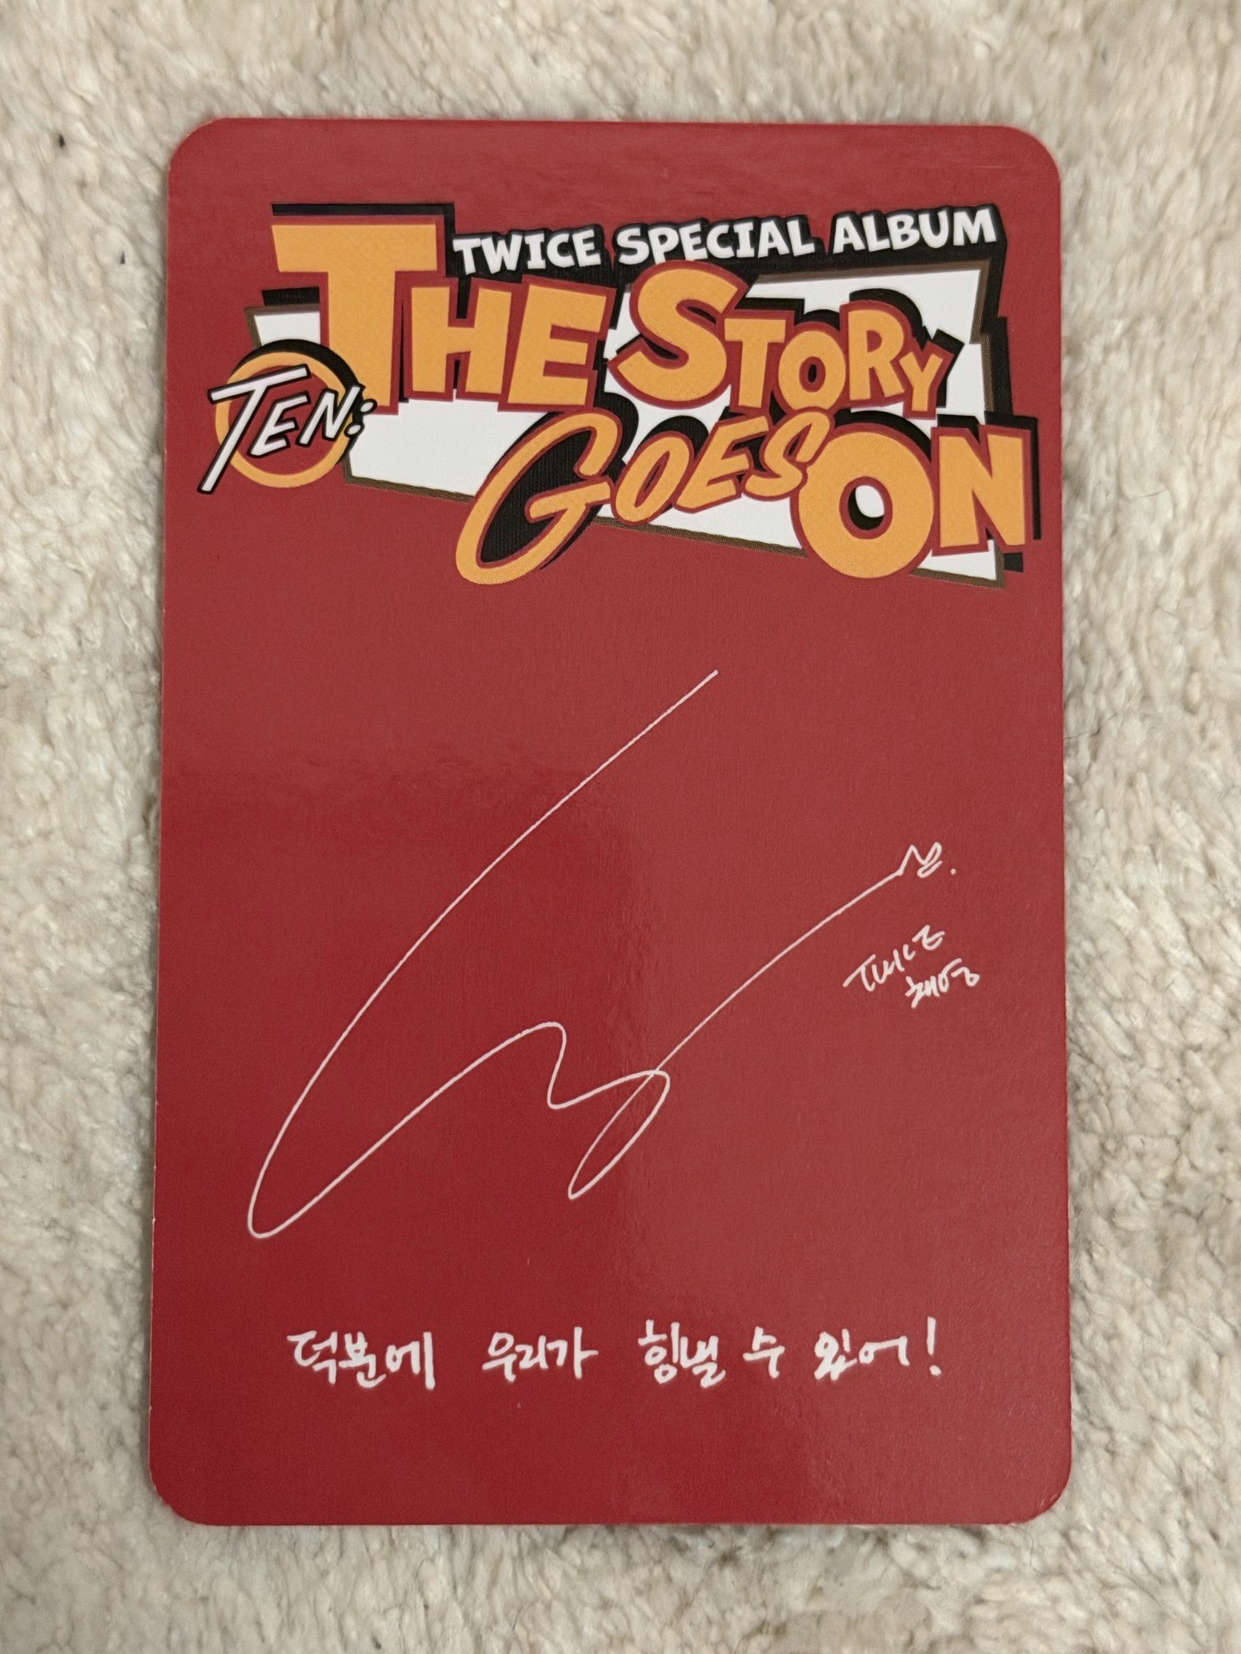 TWICE SPECIAL ALBUM
TEN:
THE STORY
GOES ON
TWICE
채영
덕분에 우리가 힘낼 수 있어!